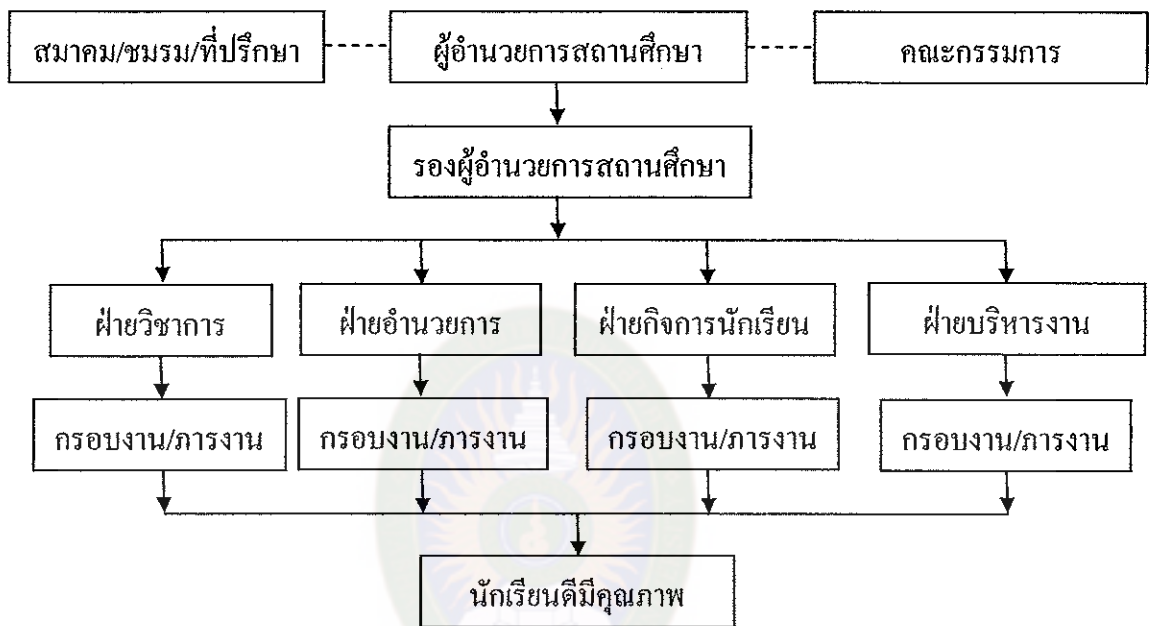 สมาคม/ชมรม/ที่ปรึกษา
ผู้อำนวยการสถานศึกษา
คณะกรรมการ
รองผู้อำนวยการสถานศึกษา
ฝ่ายวิชาการ
ฝ่ายอำนวยการ
ฝ่ายกิจการนักเรียน
ฝ่ายบริหารงาน
กรอบงาน/ภารงาน
กรอบงาน/ภารงาน
กรอบงาน/ภารงาน
กรอบงาน/ภารงาน
นักเรียนดีมีคุณภาพ